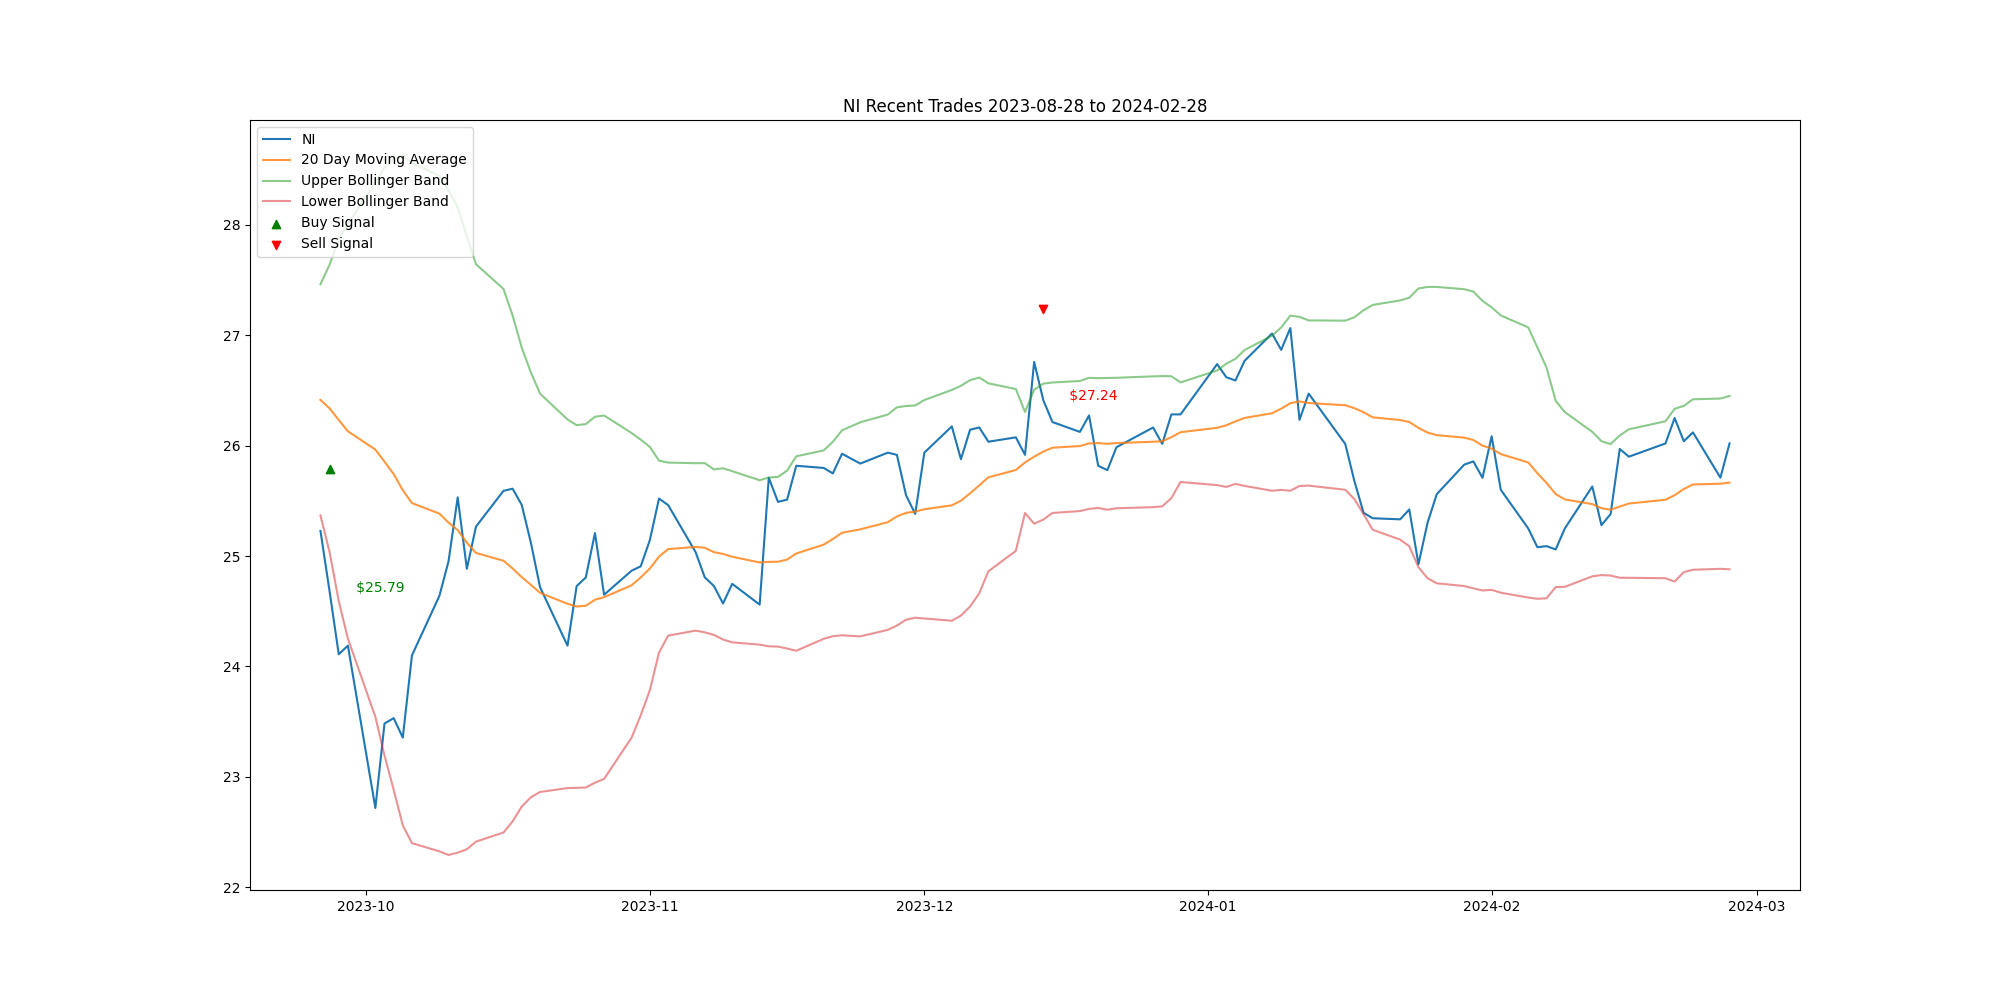 NI Recent Trades 2023-08-28 to 2024-02-28
NI
20 Day Moving Average
Upper Bollinger Band
Lower Bollinger Band
Buy Signal
Sell Signal
28
27
26
25
24
23
22
$27.24
$25.79
2023-10
2023-11
2023-12
2024-01
2024-02
2024-03